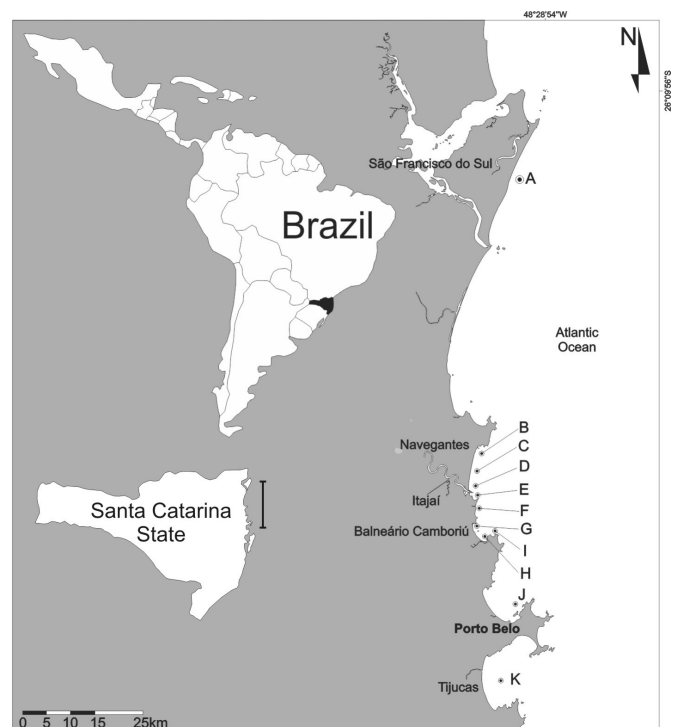 48°28'54"W
N
26°09'56"S
São Francisco do Sul
A
Brazil
Atlantic
Ocean
B
Navegantes
C
D
E
Itajaí
F
Santa Catarina
State
Balneário Camboriú
G
I
H
J
Porto Belo
Tijucas
K
0 5 10 15 25km